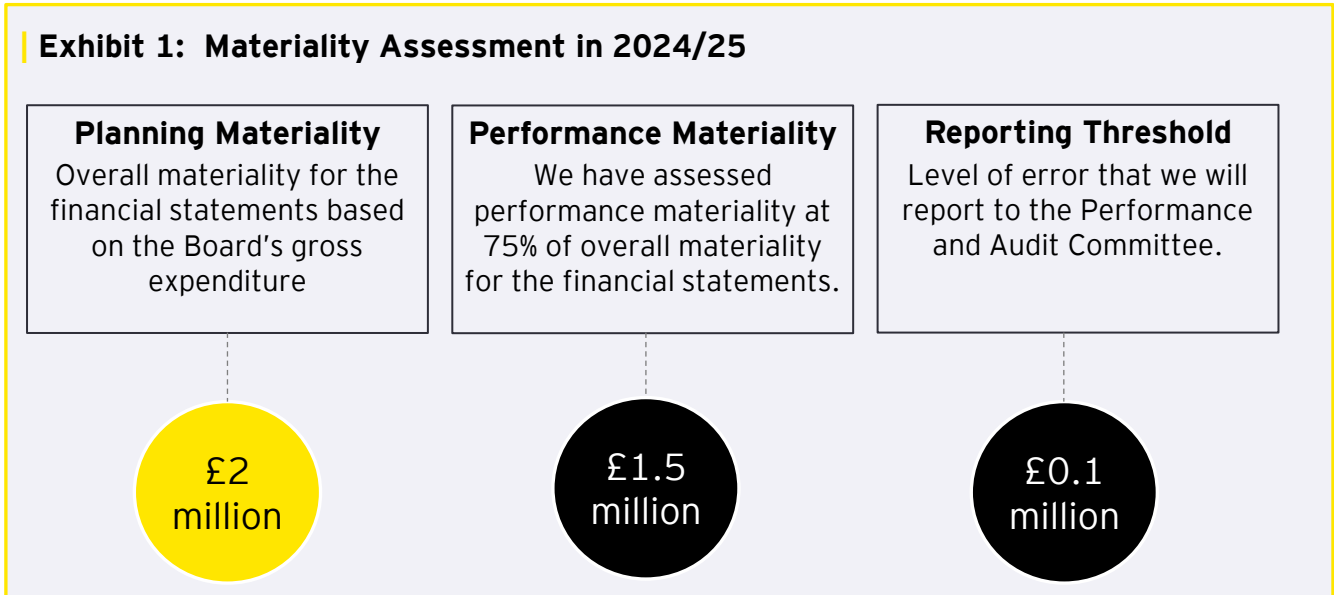 Exhibit 1: Materiality Assessment in 2024/25
Planning Materiality
Overall materiality for the
financial statements based
on the Board’s gross
expenditure
£2
million
Performance Materiality
We have assessed
performance materiality at
75% of overall materiality
for the financial statements.
£1.5
million
Reporting Threshold
Level of error that we will
report to the Performance
and Audit Committee.
£0.1
million